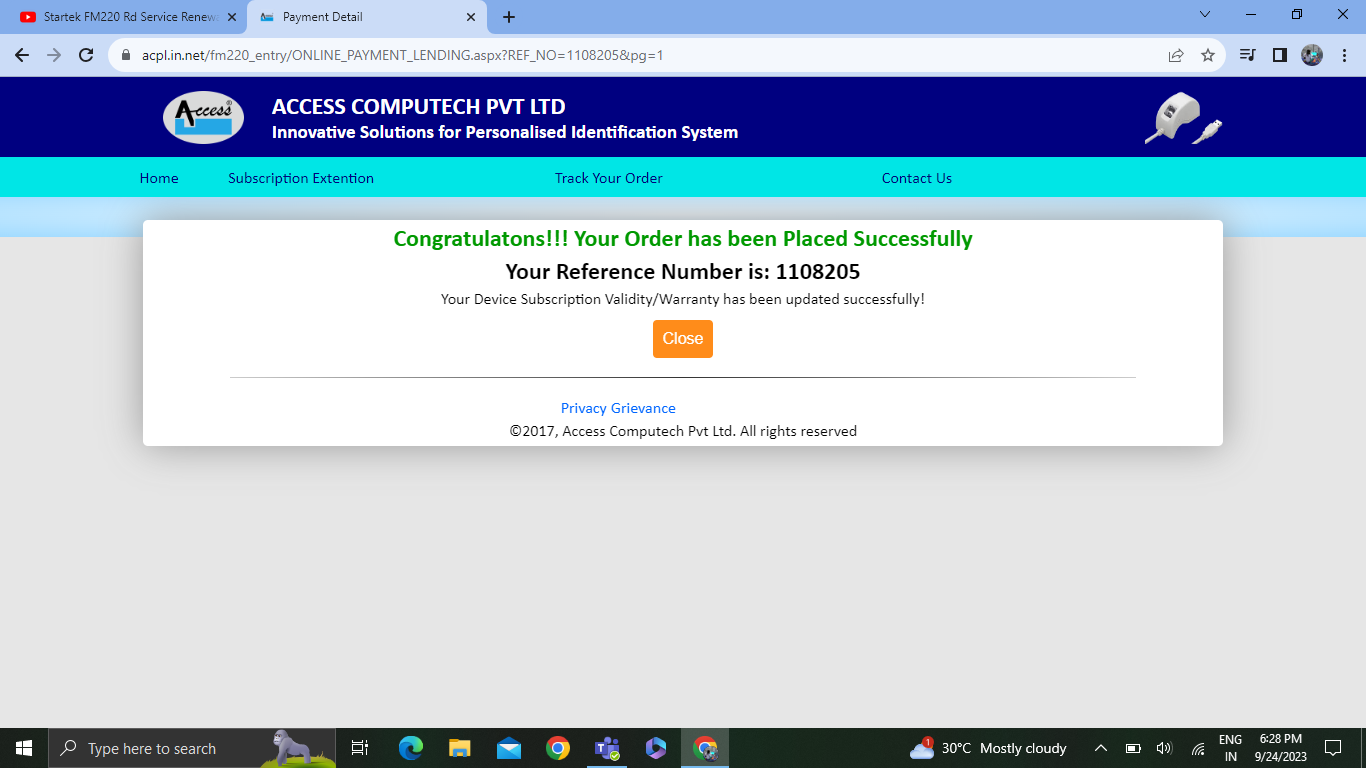 Startek FM220 Rd Service Renew
Payment Detail
acpl.in.net/fm220_entry/ONLINE_PAYMENT_LENDING.aspx?REF_NO=1108205&pg=1
Access®
ACCESS COMPUTECH PVT LTD
Innovative Solutions for Personalised Identification System
Home Subscription Extention Track Your Order Contact Us
Congratulatons!!! Your Order has been Placed Successfully
Your Reference Number is: 1108205
Your Device Subscription Validity/Warranty has been updated successfully!
Close
Privacy Grievance
©2017, Access Computech Pvt Ltd. All rights reserved
Type here to search
1
30°C Mostly cloudy
ENG
IN
6:28 PM
9/24/2023